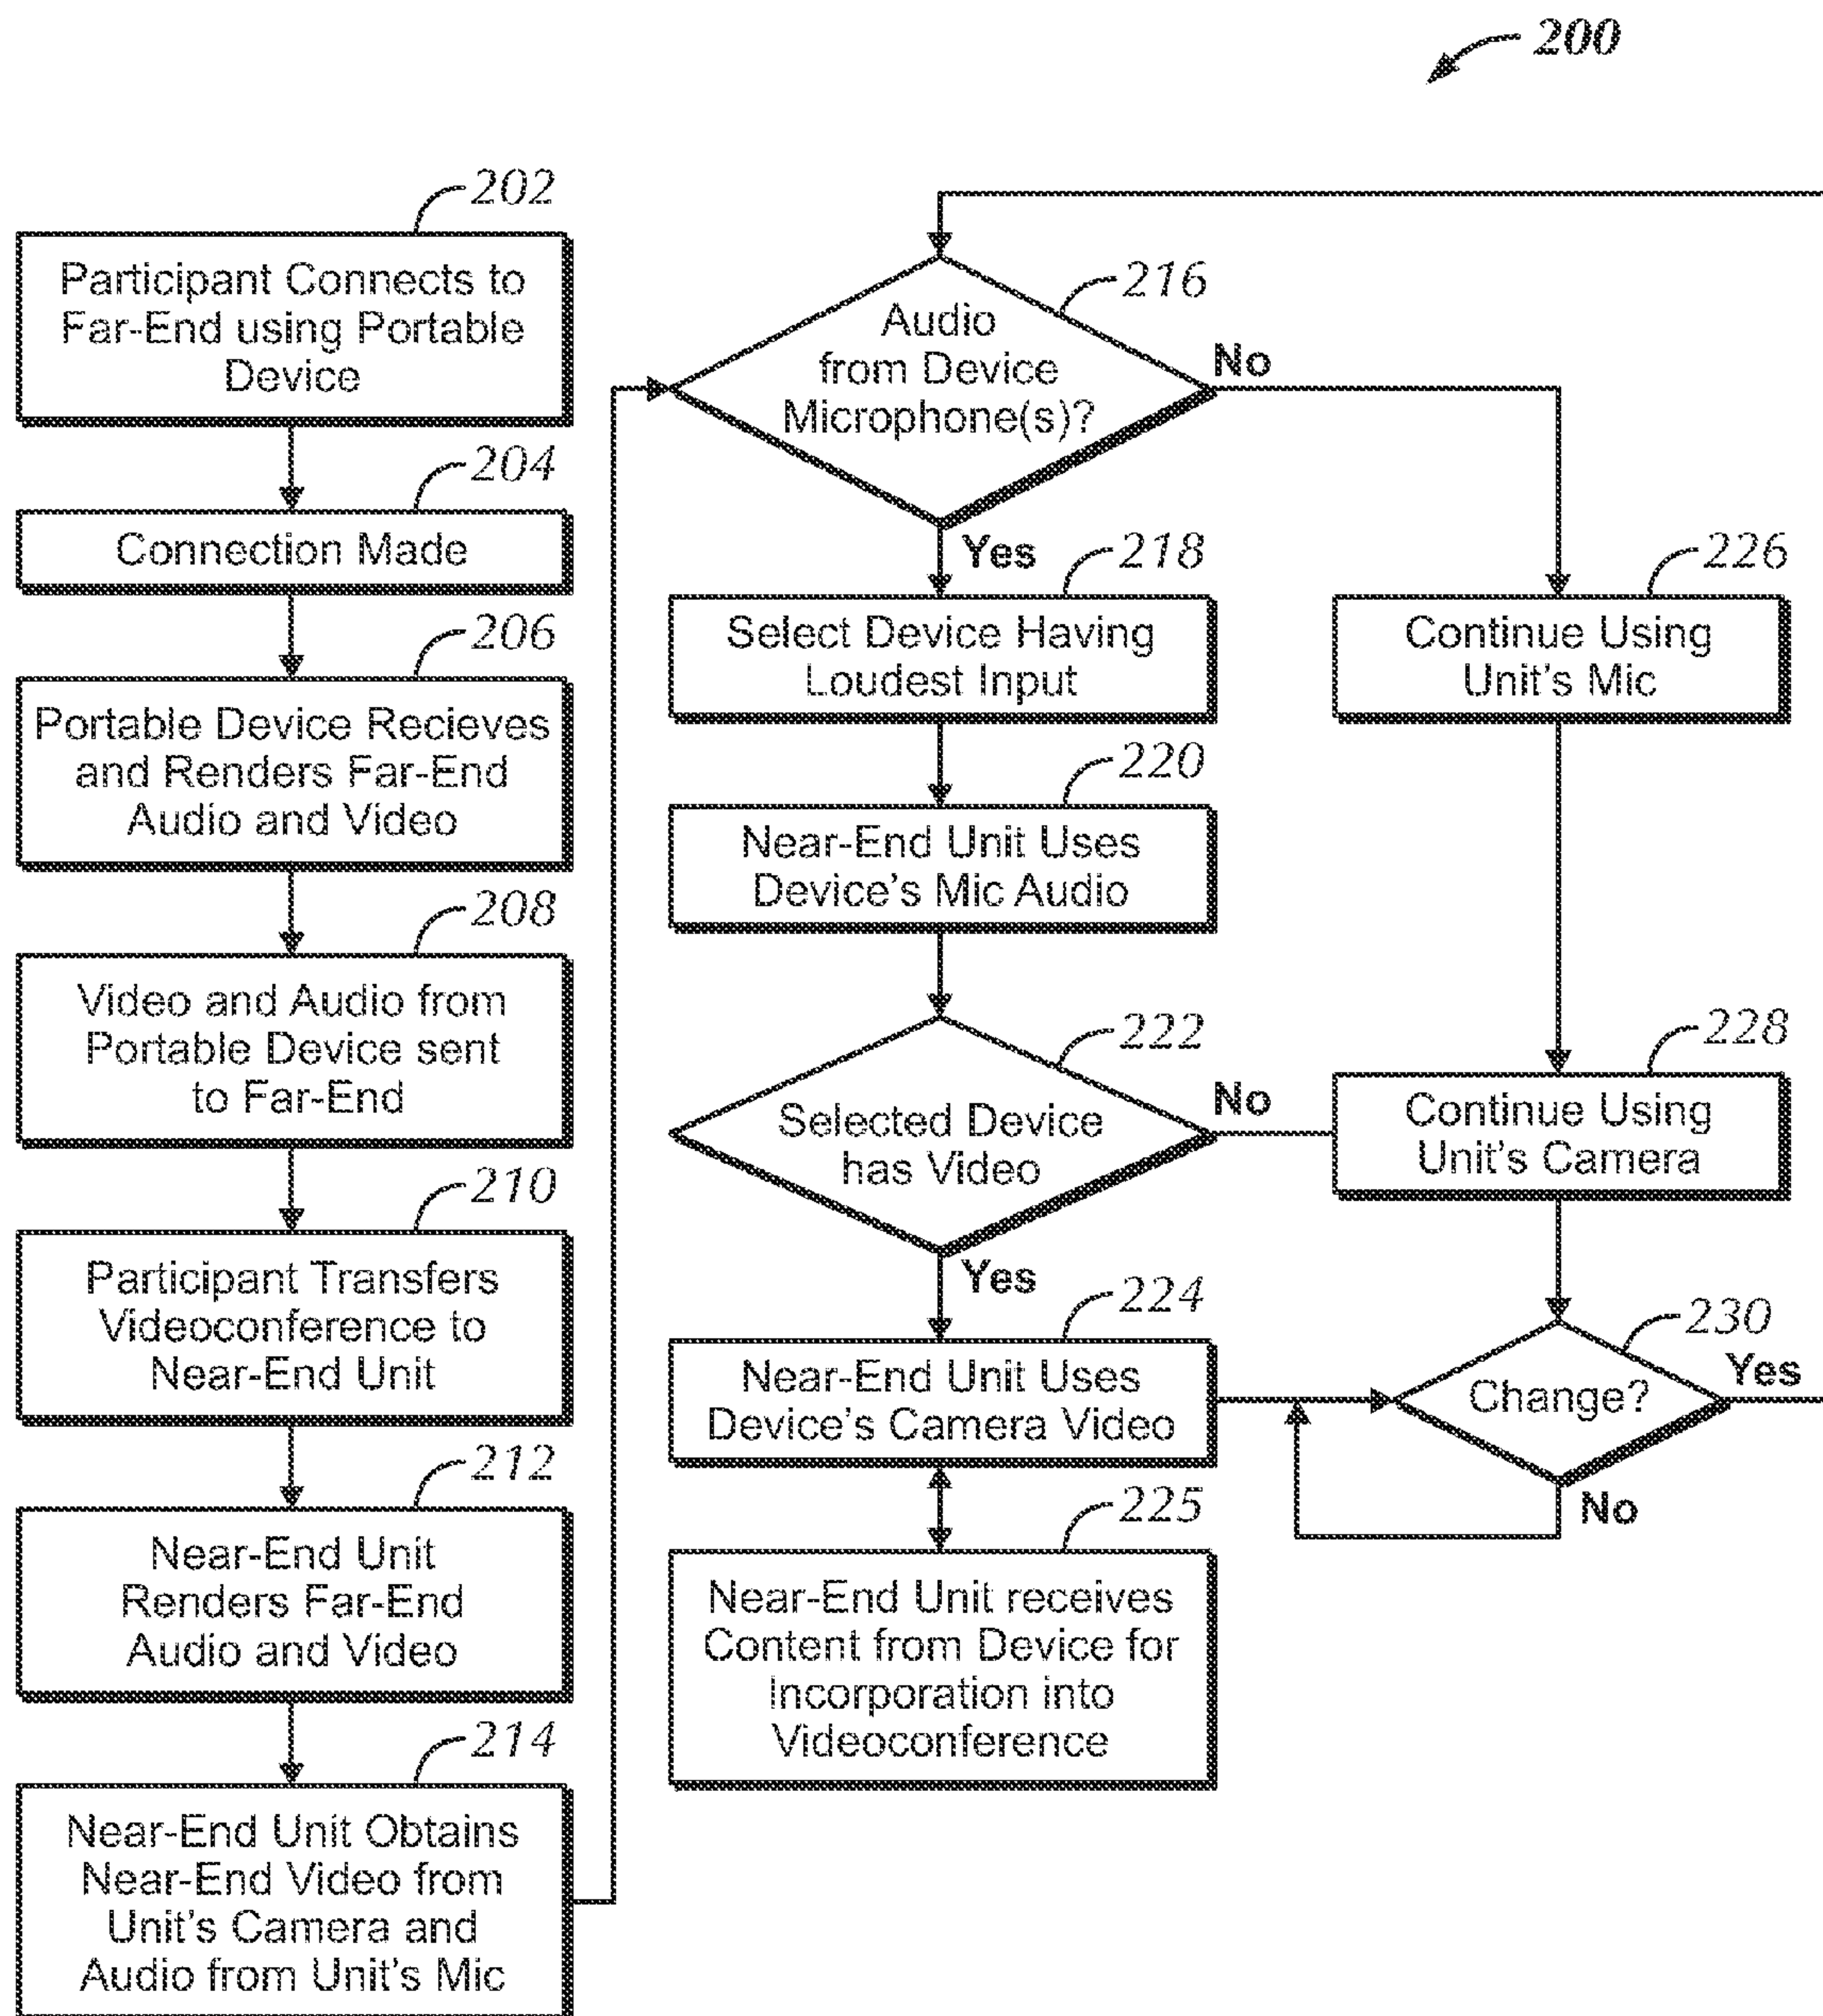 200
202
Participant Connects to
Far-End using Portable
Device
204
Connection Made
206
Portable Device Recieves
and Renders Far-End
Audio and Video
208
Video and Audio from
Portable Device sent
to Far-End
210
Participant Transfers
Videoconference to
Near-End Unit
212
Near-End Unit
Renders Far-End
Audio and Video
214
Near-End Unit Obtains
Near-End Video from
Unit's Camera and
Audio from Unit's Mic
216
Audio
from Device
Microphone(s)?
No
Yes
218
Select Device Having
Loudest Input
220
Near-End Unit Uses
Device's Mic Audio
222
Selected Device
has Video
No
Yes
224
Near-End Unit Uses
Device's Camera Video
225
Near-End Unit receives
Content from Device for
Incorporation into
Videoconference
226
Continue Using
Unit's Mic
228
Continue Using
Unit's Camera
230
Change?
Yes
No